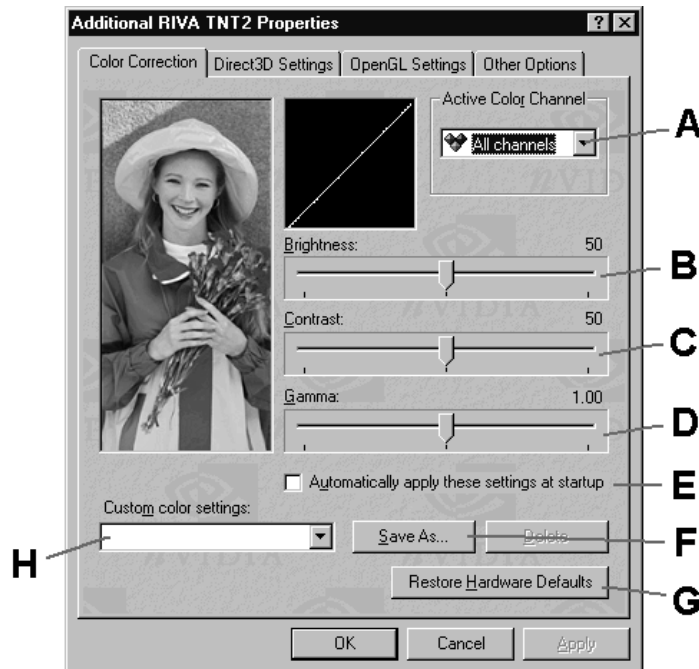 Additional RIVA TNT2 Properties
Color Correction Direct3D Settings OpenGL Settings Other Options
Active Color Channel
All channels
A
Brightness: 50
B
Contrast: 50
C
Gamma: 1.00
D
Automatically apply these settings at startup
E
Custom color settings:
H
Save As... Delete
F
Restore Hardware Defaults
G
OK Cancel Apply
nVIDIA